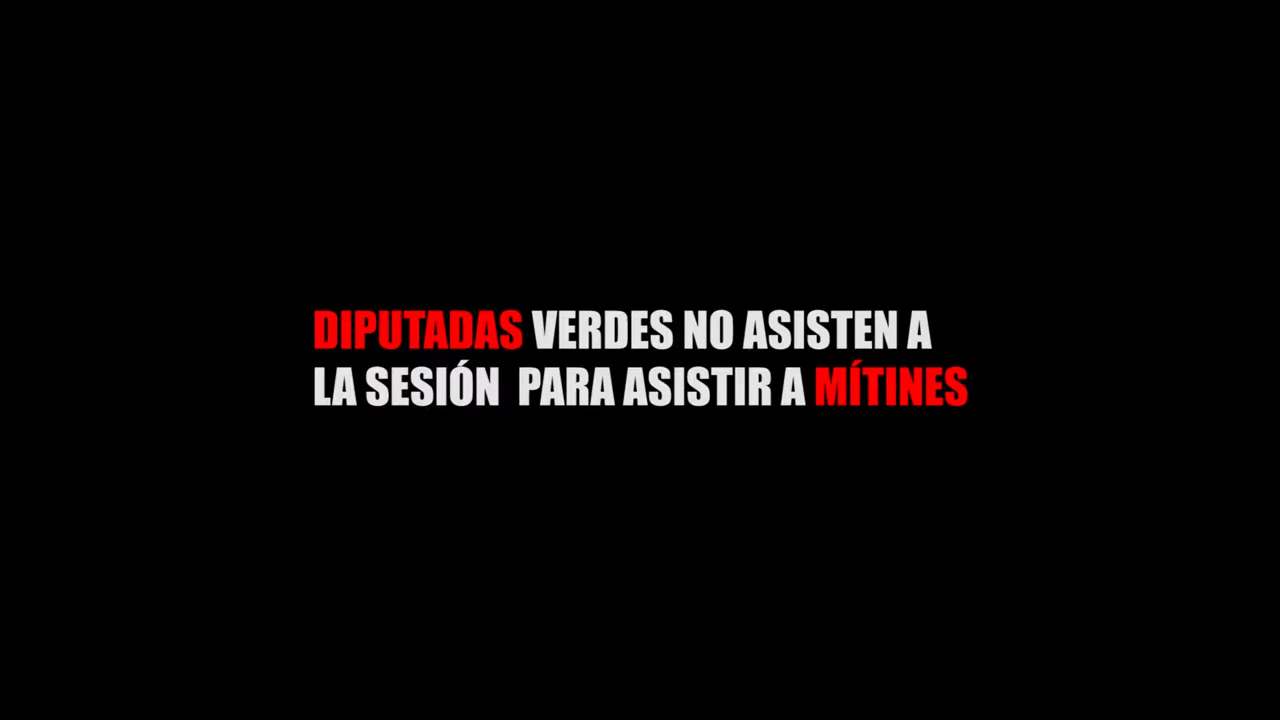 DIPUTADAS VERDES NO ASISTEN A
LA SESIÓN  PARA ASISTIR A MÍTINES